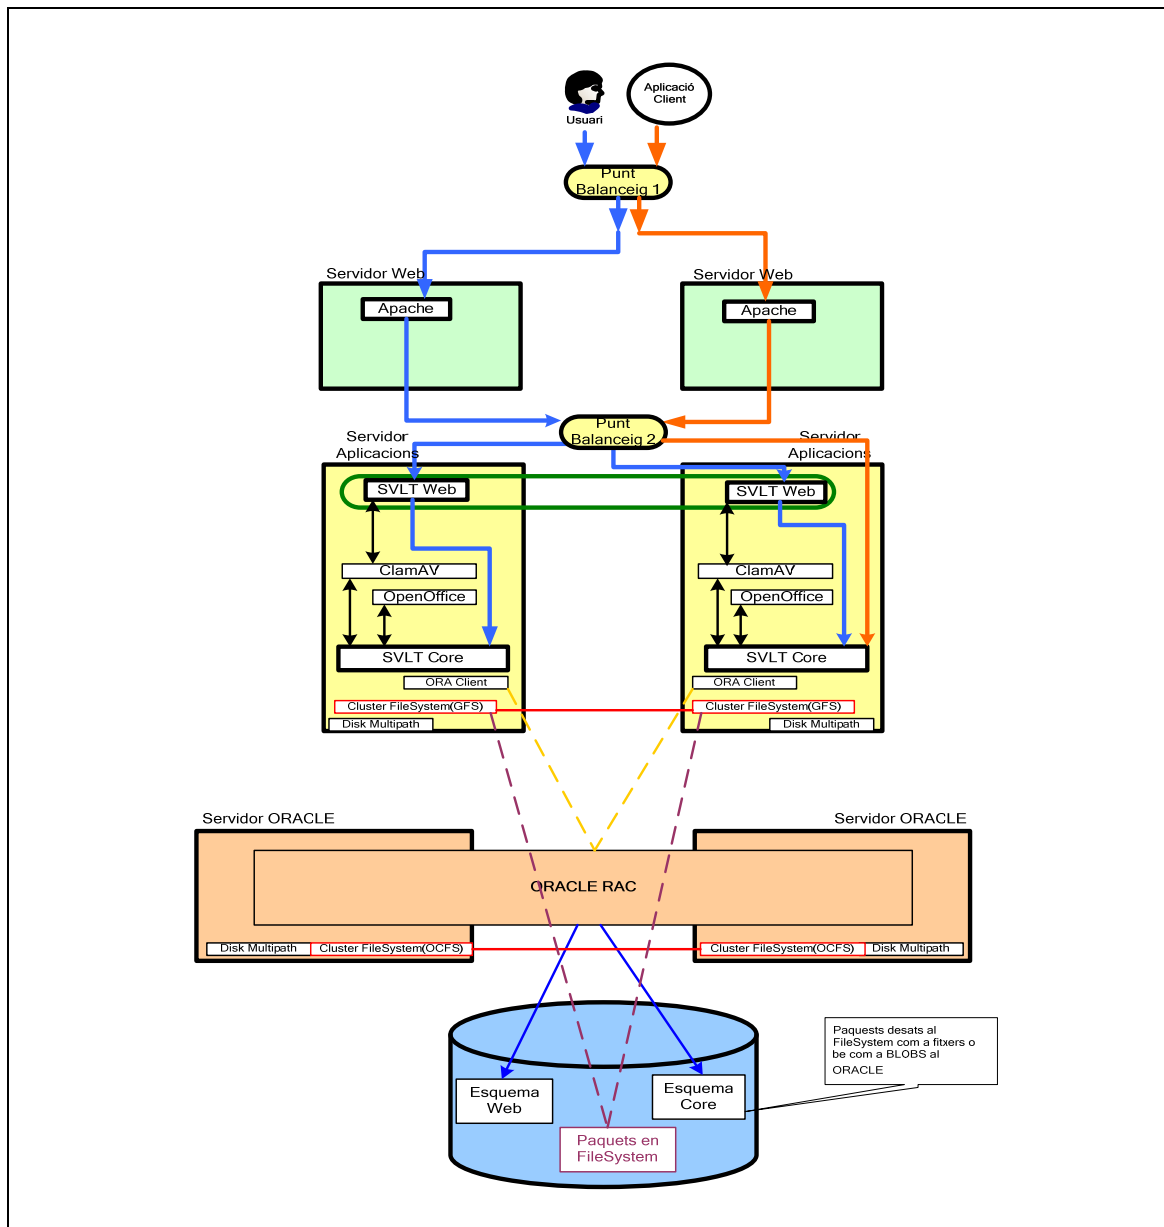 Aplicació
Client
Usuari
Punt
Balanceig 1
Servidor Web
Servidor Web
Apache
Apache
Punt
Balanceig 2
Servidor
Aplicacions
Servidor
Aplicacions
SVLT Web
SVLT Web
ClamAV
ClamAV
OpenOffice
OpenOffice
SVLT Core
SVLT Core
ORA Client
ORA Client
Cluster FileSystem(GFS)
Cluster FileSystem(GFS)
Disk Multipath
Disk Multipath
Servidor ORACLE
Servidor ORACLE
ORACLE RAC
Disk Multipath
Cluster FileSystem(OCFS)
Cluster FileSystem(OCFS)
Disk Multipath
Paquests desats al
FileSystem com a fitxers o
be com a BLOBS al
ORACLE
Esquema
Web
Esquema
Core
Paquets en
FileSystem